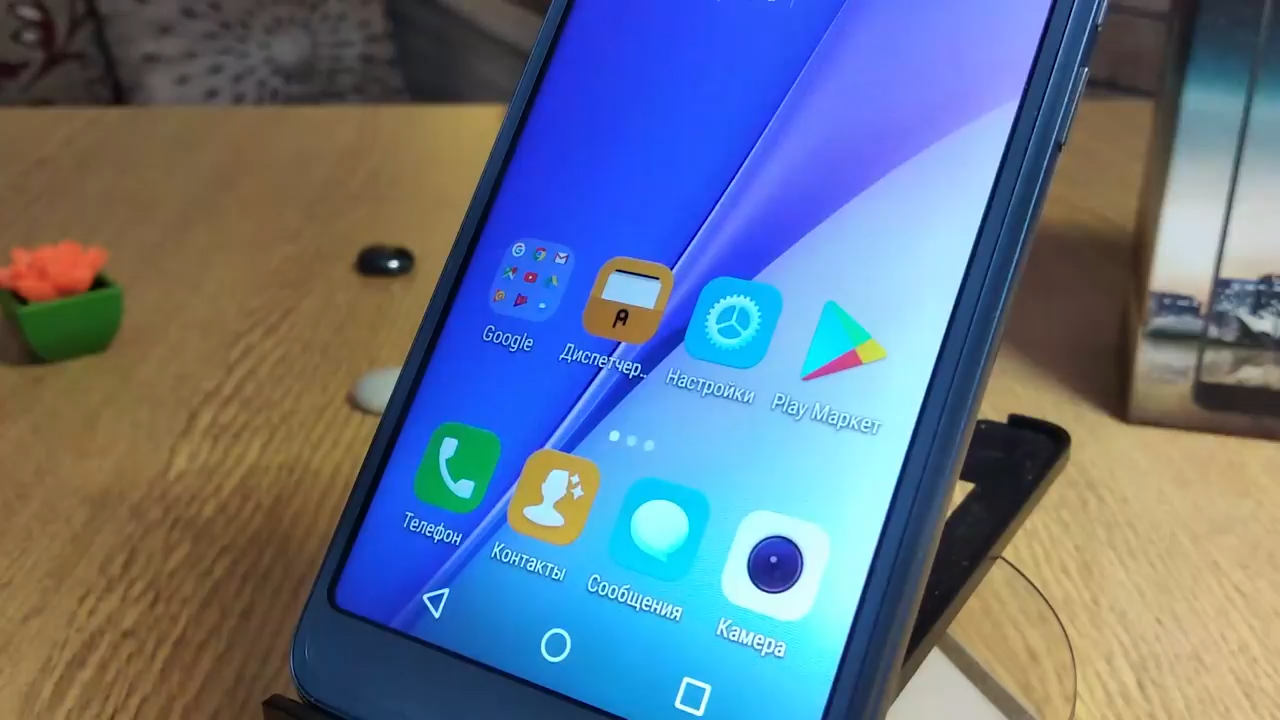 Google
Диспетчер..
Настройки
Play Маркет
Телефон
Контакты
Сообщения
Камера